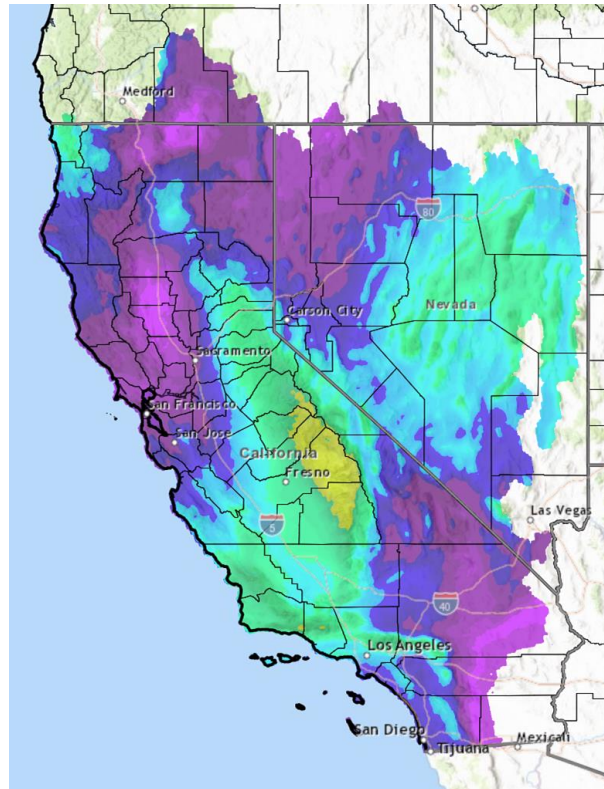 Medford
80
Nevada
Carson City
Sacramento
San Francisco
San Jose
California
Fresno
5
Las Vegas
40
Los Angeles
San Diego
Mexicali
Tijuana